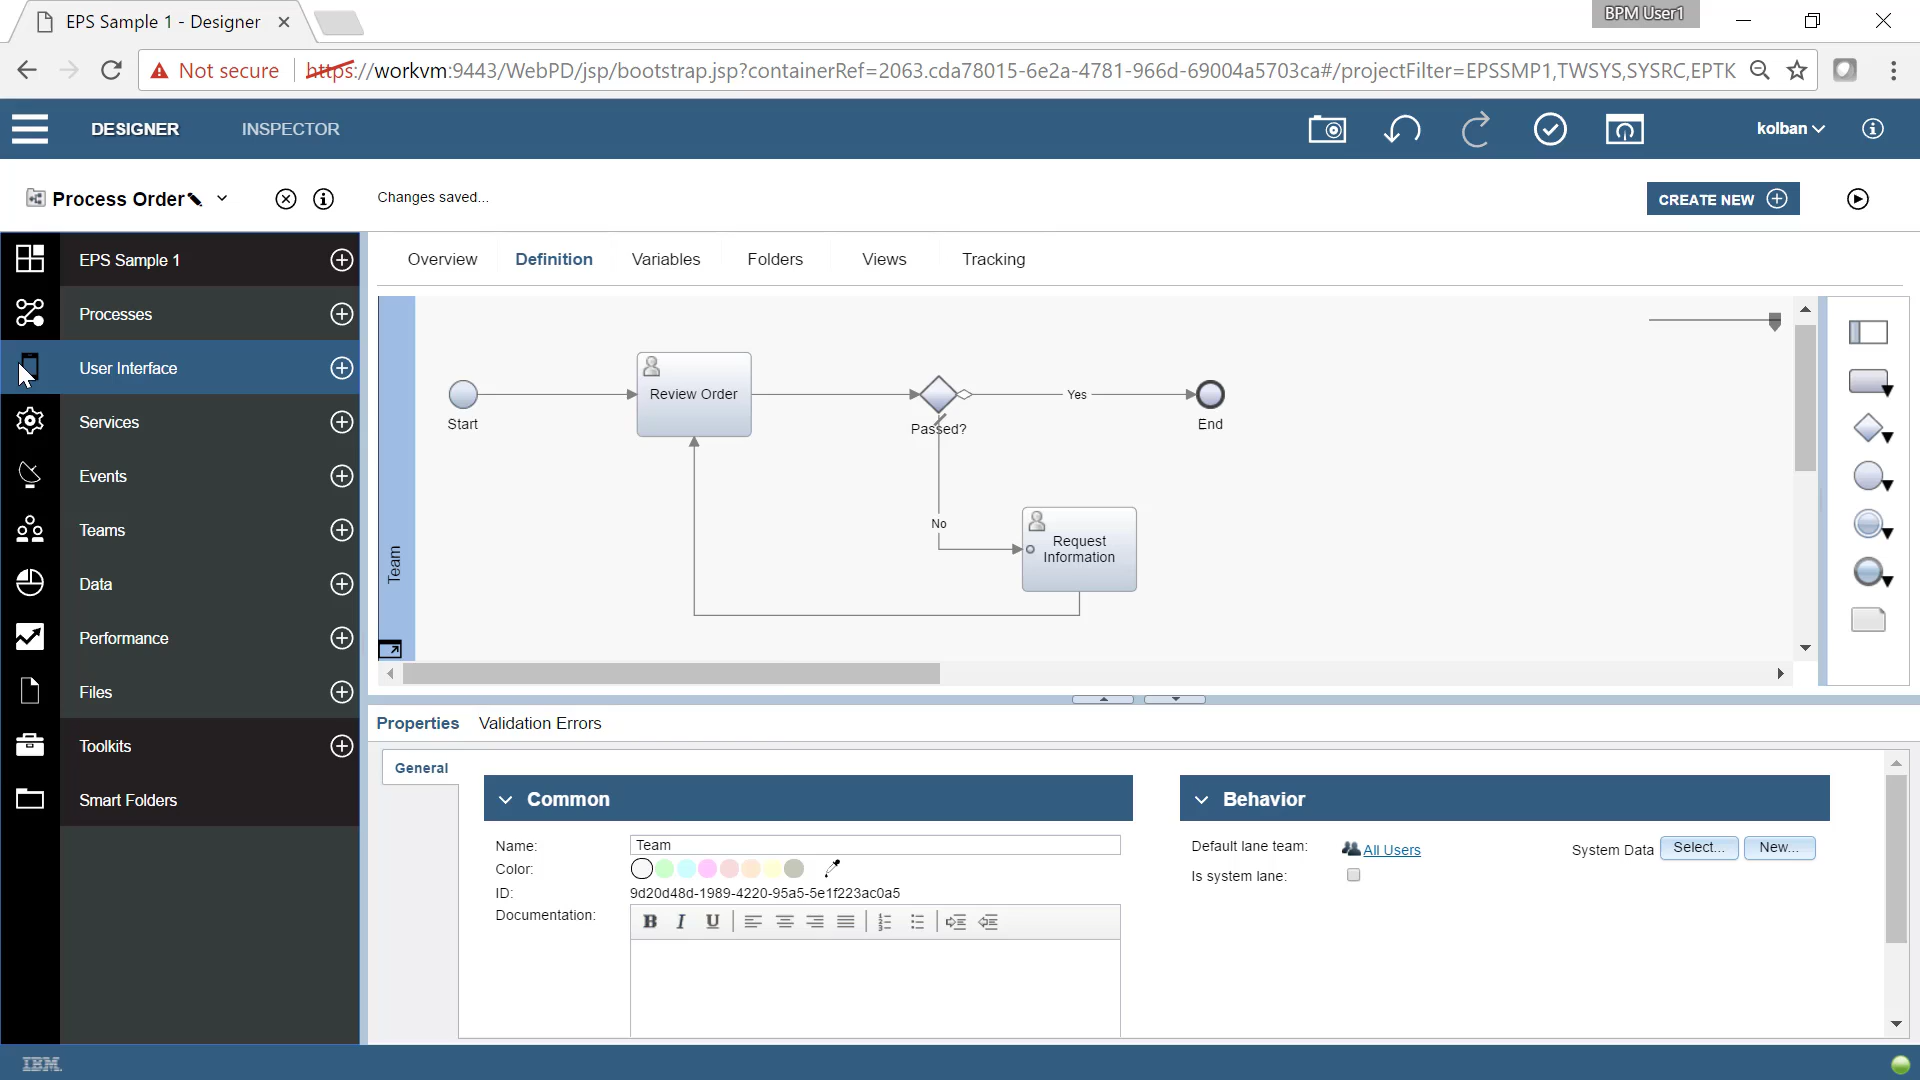 EPS Sample 1 - Designer
BPM User1
Not secure https://workvm:9443/WebPD/jsp/bootstrap.jsp?containerRef=2063.cda78015-6e2a-4781-966d-69004a5703ca#/projectFilter=EPSSMP1,TWSYS,SYSRC,EPTK
DESIGNER INSPECTOR
kolban
Process Order
Changes saved...
CREATE NEW
EPS Sample 1
Processes
User Interface
Services
Events
Teams
Data
Performance
Files
Toolkits
Smart Folders
Overview Definition Variables Folders Views Tracking
Team
Start
Review Order
Passed?
Yes
End
No
Request
Information
Properties Validation Errors
General
Common
Name: Team
Color:
ID: 9d20d48d-1989-4220-95a5-5e1f223ac0a5
Documentation:
B I U
Behavior
Default lane team: All Users System Data Select... New...
Is system lane:
IBM